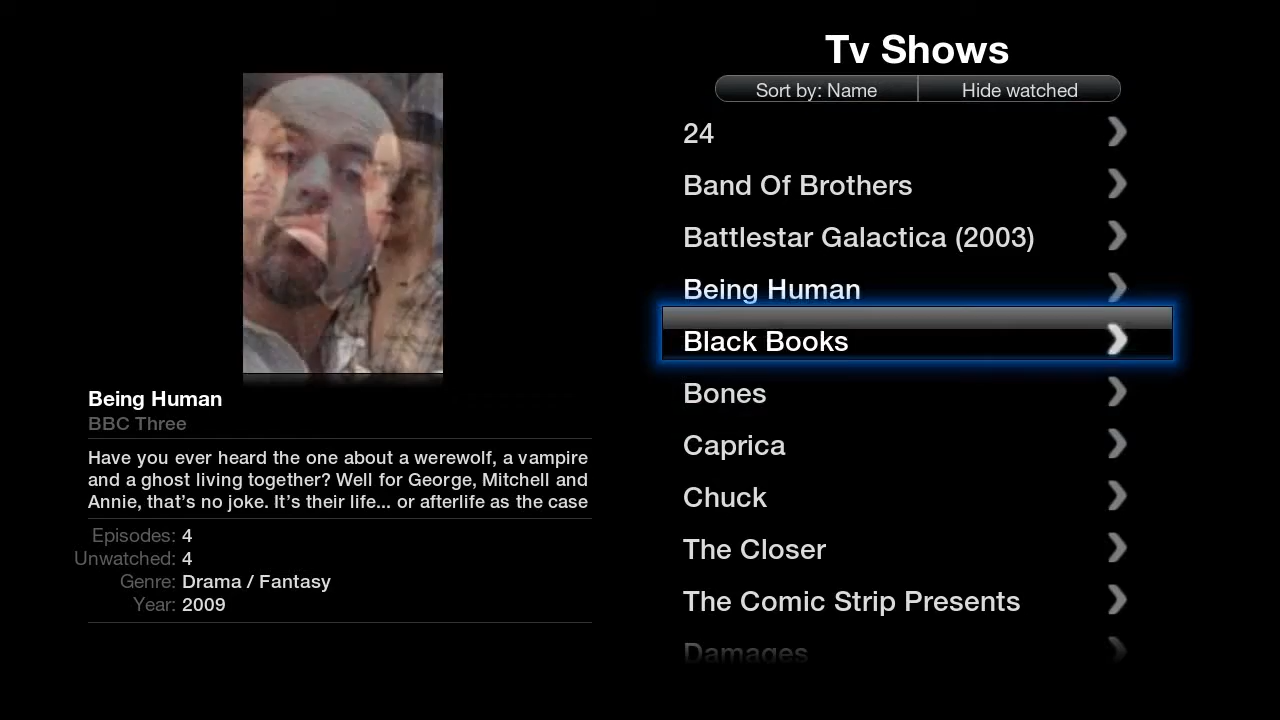 Tv Shows
Sort by: Name
Hide watched
24
Band Of Brothers
Battlestar Galactica (2003)
Being Human
Black Books
Bones
Caprica
Chuck
The Closer
The Comic Strip Presents
Damages
Being Human
BBC Three
Have you ever heard the one about a werewolf, a vampire
and a ghost living together? Well for George, Mitchell and
Annie, that’s no joke. It’s their life... or afterlife as the case
Episodes: 4
Unwatched: 4
Genre: Drama / Fantasy
Year: 2009